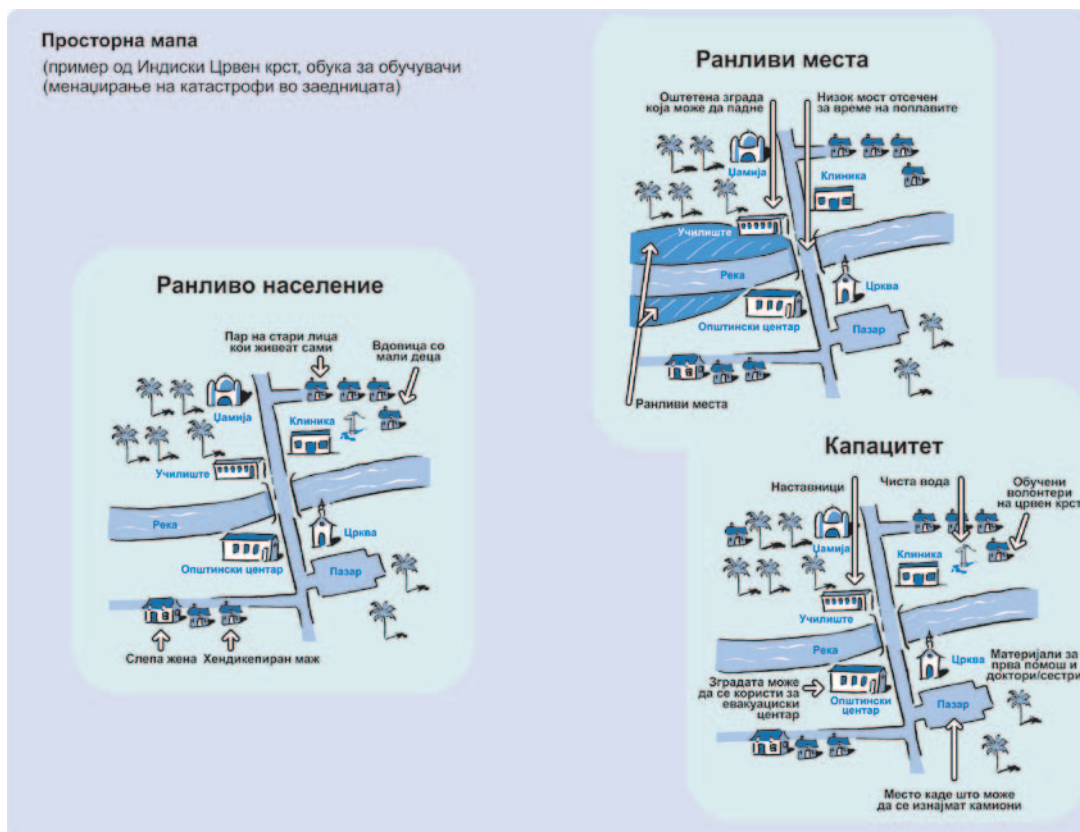 Просторна мапа
(пример од Индиски Црвен крст, обука за обучувачи
(менаџирање на катастрофи во заедницата)
Ранливи места
Оштетена зграда
која може да падне
Низок мост отсечен
за време на поплавите
Џамија
Клиника
Училиште
Река
Црква
Општински центар
Пазар
Ранливи места
Ранливо население
Пар на стари лица
кои живеат сами
Вдовица со
мали деца
Џамија
Клиника
Училиште
Река
Црква
Општински центар
Пазар
Слепа жена
Хендикепиран маж
Капацитет
Наставници
Чиста вода
Обучени
волонтери
на црвен крст
Џамија
Клиника
Училиште
Река
Црква
Материјали за
прва помош и
доктори/сестри
Зградата може
да се користи за
евакуациски
центар
Општински
центар
Пазар
Место каде што може
да се изнајмат камиони